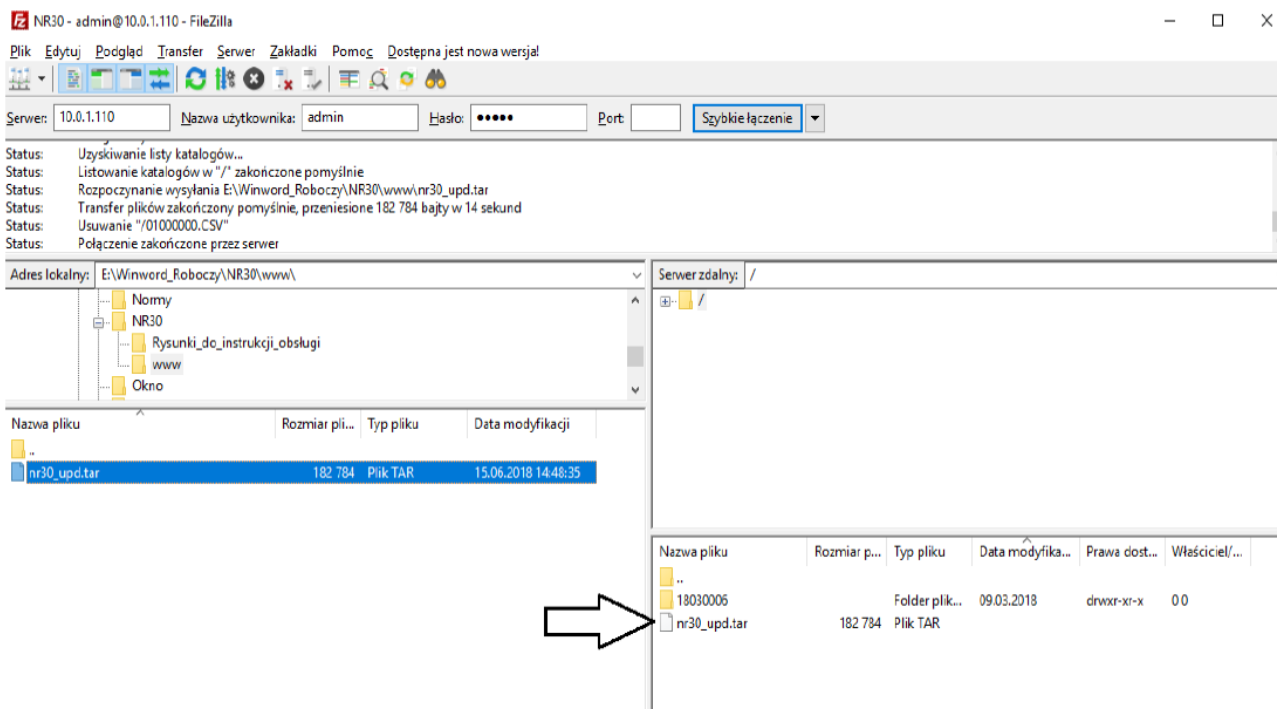 NR30 - admin@10.0.1.110 - FileZilla
Plik Edytuj Podgląd Transfer Serwer Zakładki Pomoc Dostępna jest nowa wersja!
Serwer: 10.0.1.110 Nazwa użytkownika: admin Hasło: ●●●●● Port: Szybkie łączenie
Status: Uzyskiwanie listy katalogów...
Status: Listowanie katalogów w "/" zakończone pomyślnie
Status: Rozpoczynanie wysyłania E:\Winword_Roboczy\NR30\www\nr30_upd.tar
Status: Transfer plików zakończony pomyślnie, przeniesione 182 784 bajty w 14 sekund
Status: Usuwanie "/01000000.CSV"
Status: Połączenie zakończone przez serwer
Adres lokalny: E:\Winword_Roboczy\NR30\www\
Normy
NR30
Rysunki_do_instrukcji_obsługi
www
Okno
Nazwa pliku Rozmiar pli... Typ pliku Data modyfikacji
..
nr30_upd.tar 182 784 Plik TAR 15.06.2018 14:48:35
Serwer zdalny: /
/
Nazwa pliku Rozmiar p... Typ pliku Data modyfika... Prawa dost... Właściciel/...
..
18030006 Folder plik... 09.03.2018 drwxr-xr-x 0 0
nr30_upd.tar 182 784 Plik TAR